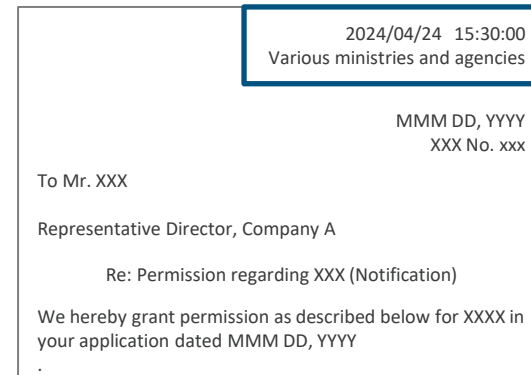 2024/04/24 15:30:00
Various ministries and agencies
MMM DD, YYYY
XXX No. xxx
To Mr. XXX
Representative Director, Company A
Re: Permission regarding XXX (Notification)
We hereby grant permission as described below for XXXX in
your application dated MMM DD, YYYY
.